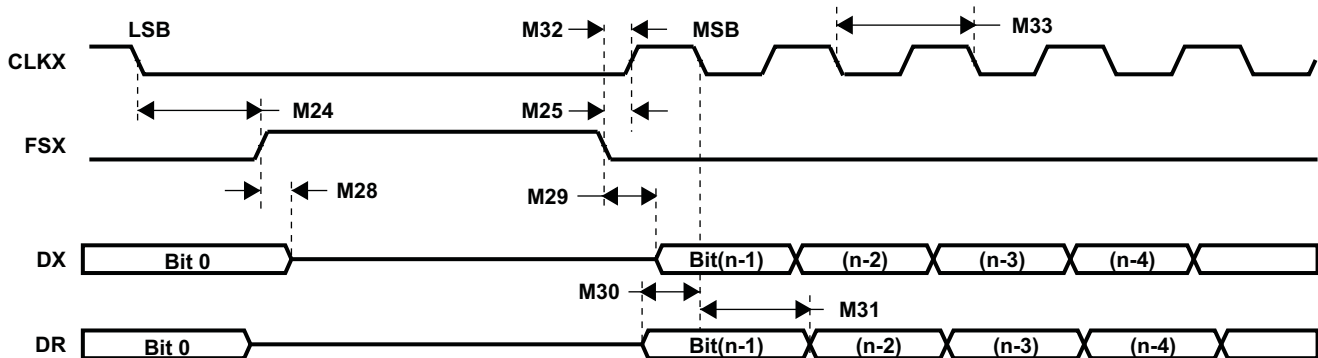 LSB M32 MSB M33
CLKX
M24 M25
FSX
M28 M29
DX Bit 0 Bit(n-1) (n-2) (n-3) (n-4)
M30 M31
DR Bit 0 Bit(n-1) (n-2) (n-3) (n-4)